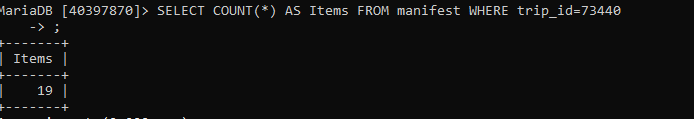 MariaDB [40397870]> SELECT COUNT(*) AS Items FROM manifest WHERE trip_id=73440
    -> ;
+-------+
| Items |
+-------+
|    19 |
+-------+